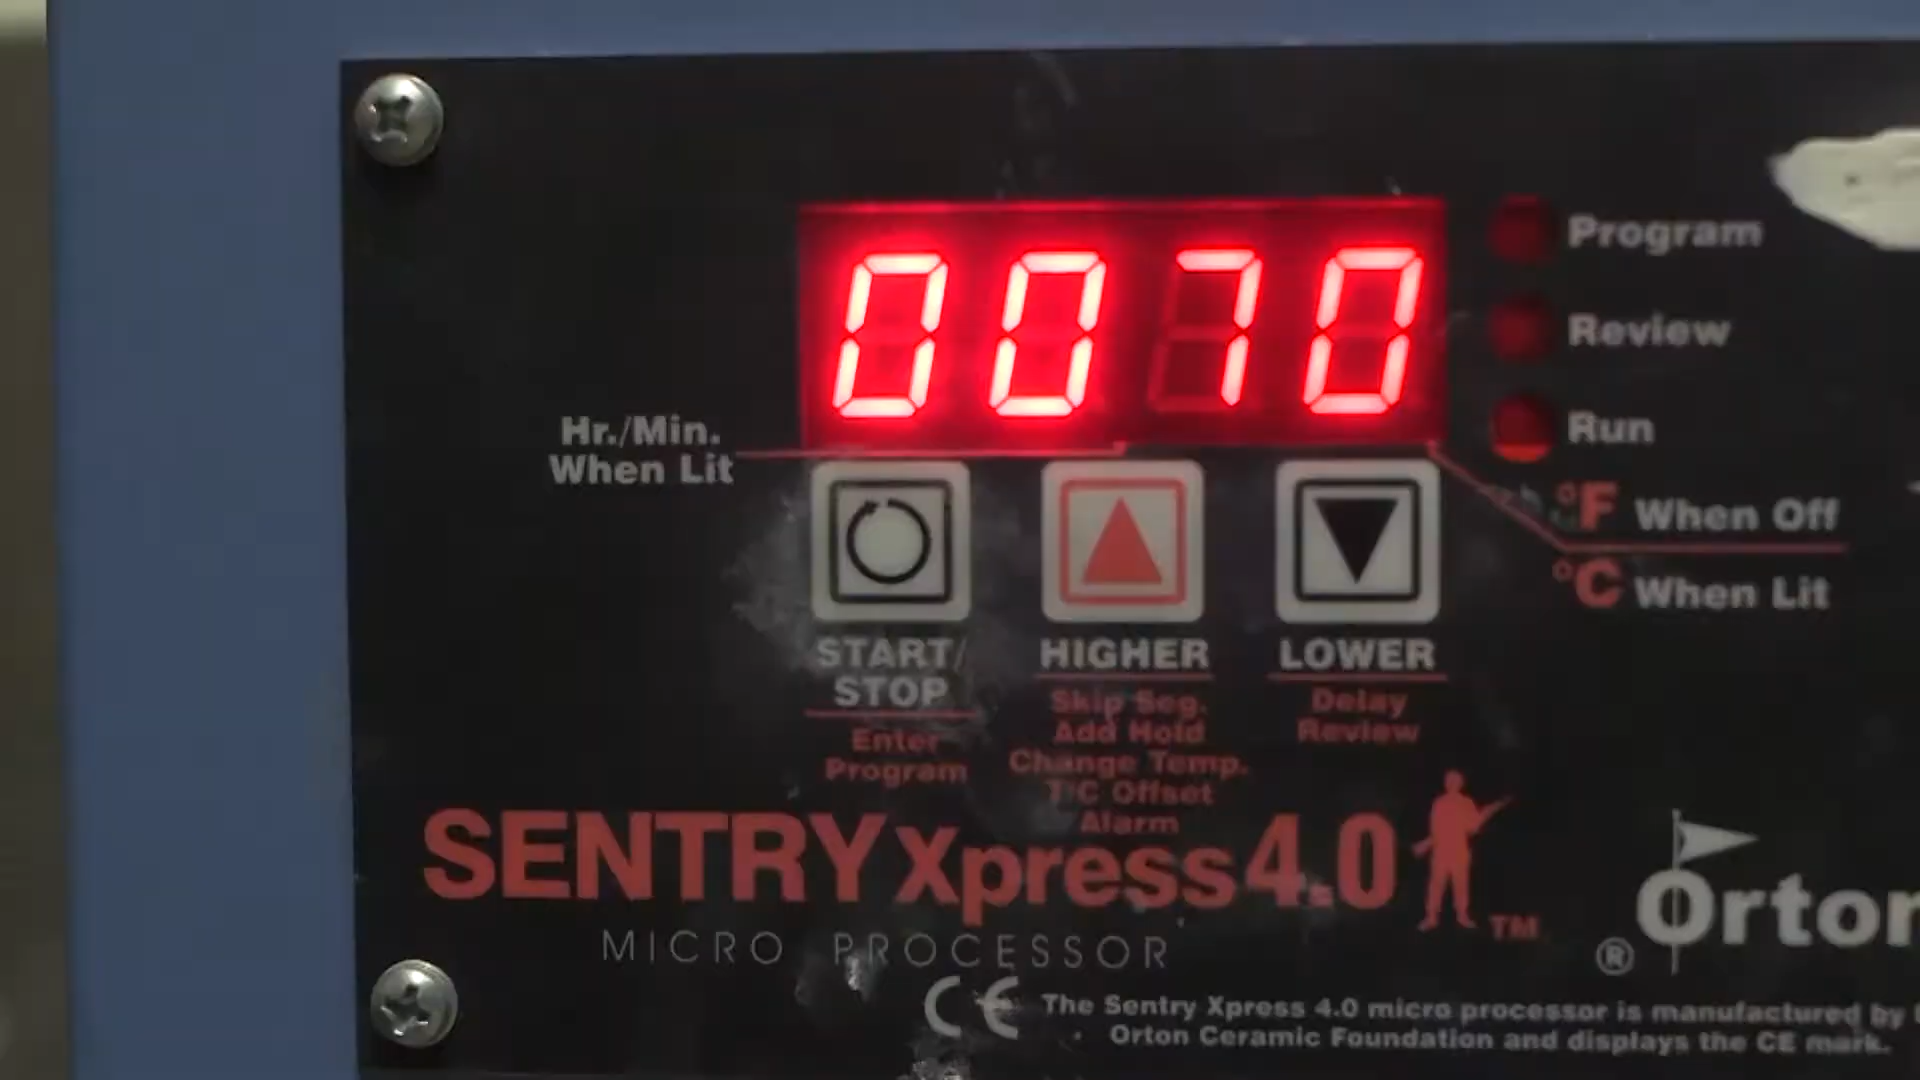 0070
Program
Review
Run
Hr./Min.
When Lit
°F When Off
°C When Lit
START/
STOP
Enter
Program
HIGHER
Skip Seg.
Add Hold
Change Temp.
T/C Offset
Alarm
LOWER
Delay
Review
SENTRY Xpress 4.0 TM
MICRO PROCESSOR
® Orton
CE The Sentry Xpress 4.0 micro processor is manufactured by
Orton Ceramic Foundation and displays the CE mark.